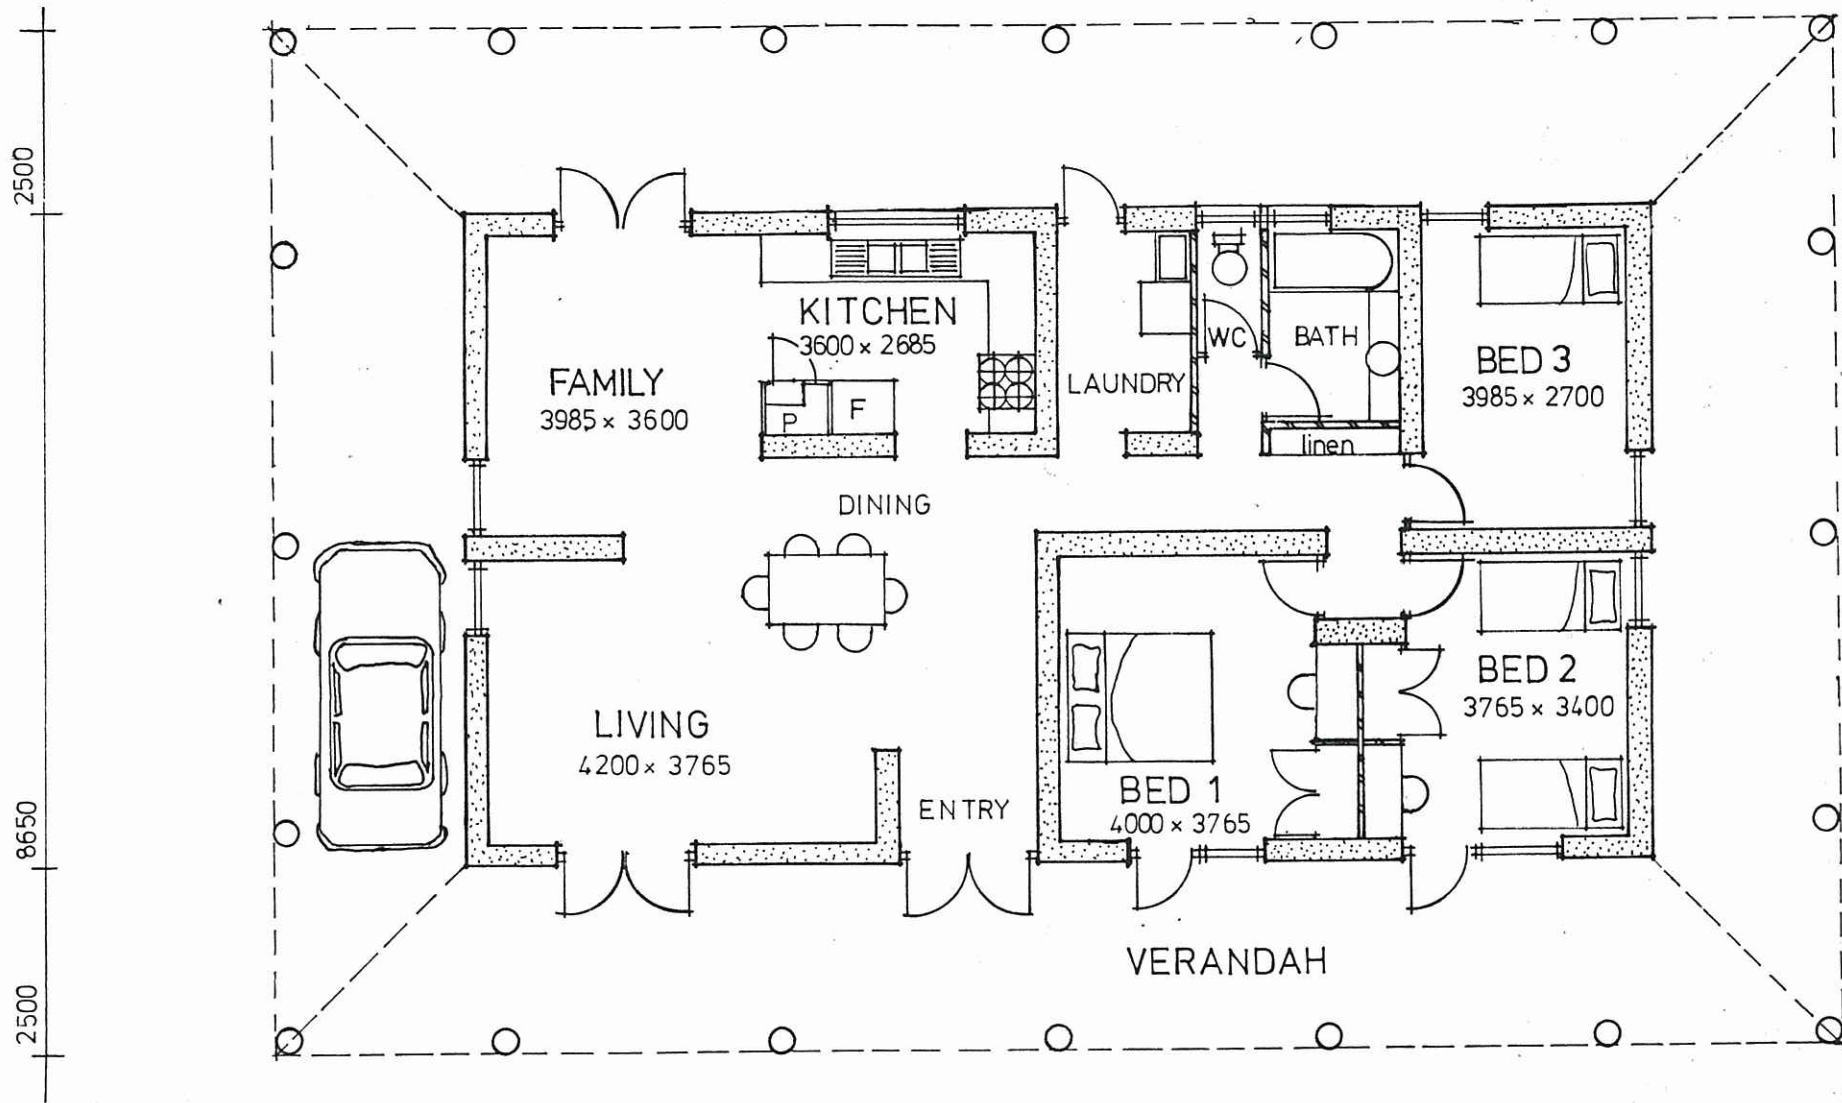 2500
8650
2500
KITCHEN
3600 × 2685
FAMILY
3985 × 3600
P
F
LAUNDRY
WC
BATH
linen
BED 3
3985 × 2700
DINING
LIVING
4200 × 3765
ENTRY
BED 1
4000 × 3765
BED 2
3765 × 3400
VERANDAH